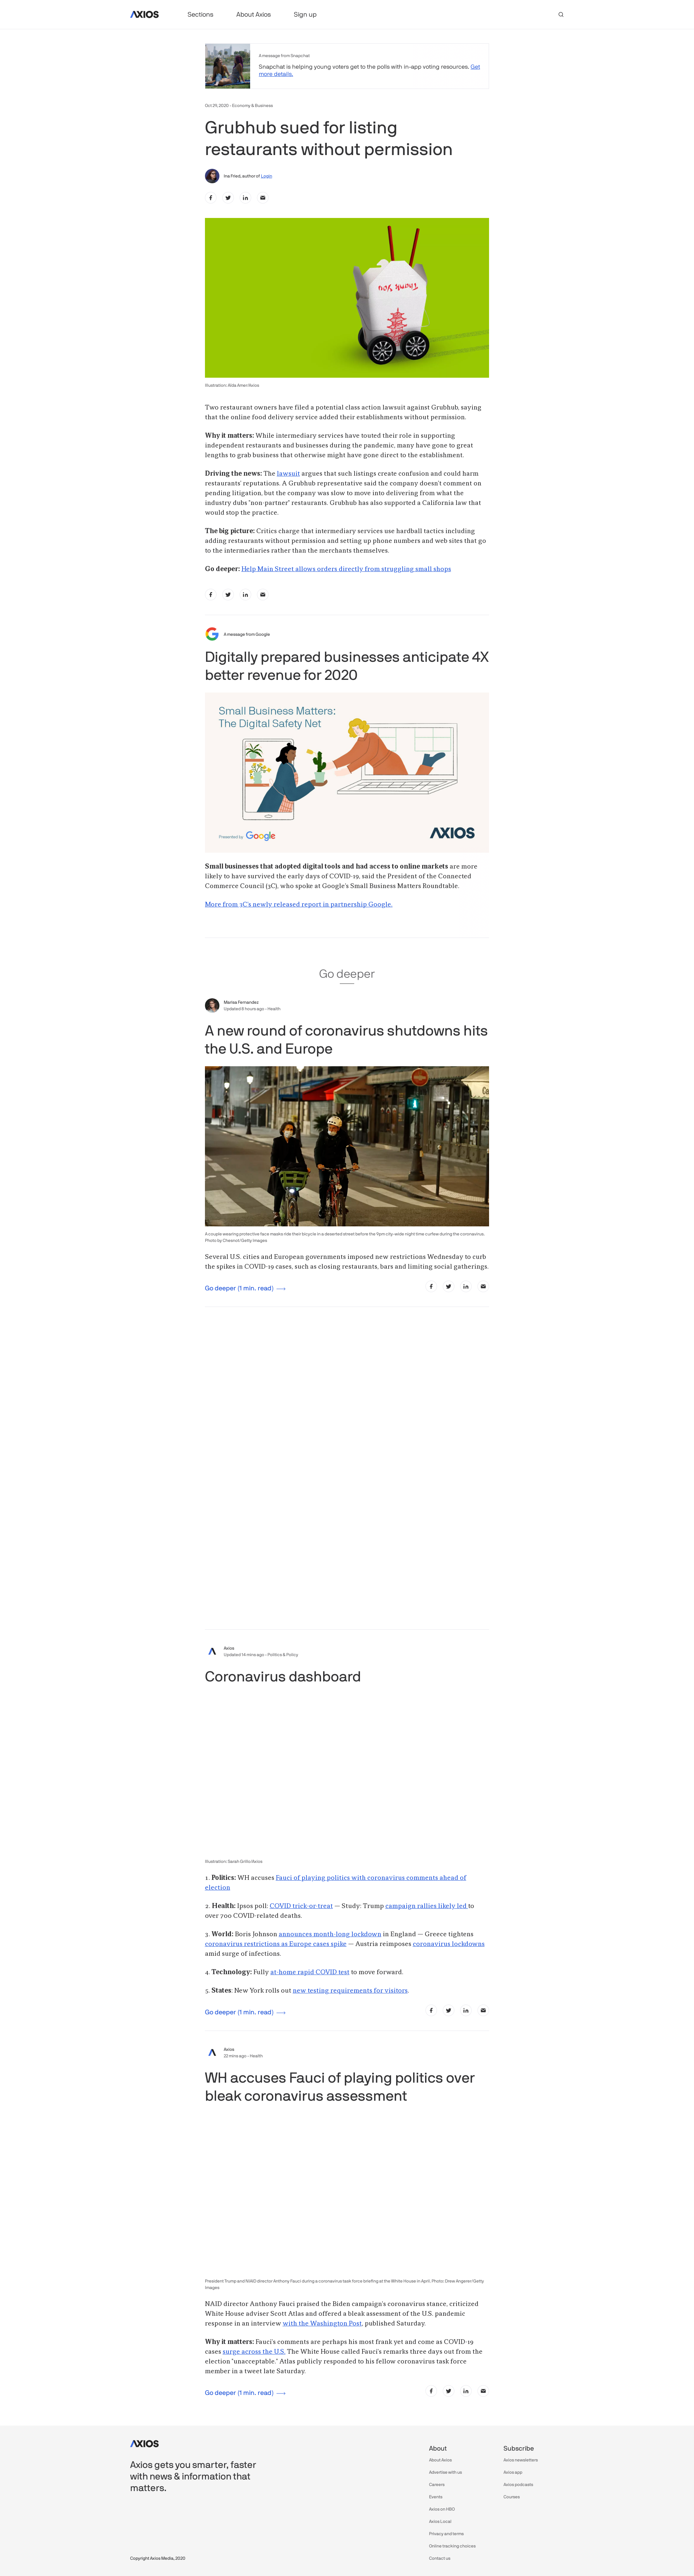 AXIOS
Sections
About Axios
Sign up
A message from Snapchat
Snapchat is helping young voters get to the polls with in-app voting resources. Get
more details.
Oct 29, 2020 - Economy & Business
Grubhub sued for listing
restaurants without permission
Ina Fried, author of Login
THANK YOU
Illustration: Aïda Amer/Axios
Two restaurant owners have filed a potential class action lawsuit against Grubhub, saying
that the online food delivery service added their establishments without permission.
Why it matters: While intermediary services have touted their role in supporting
independent restaurants and businesses during the pandemic, many have gone to great
lengths to grab business that otherwise might have gone direct to the establishment.
Driving the news: The lawsuit argues that such listings create confusion and could harm
restaurants' reputations. A Grubhub representative said the company doesn't comment on
pending litigation, but the company was slow to move into delivering from what the
industry dubs "non-partner" restaurants. Grubhub has also supported a California law that
would stop the practice.
The big picture: Critics charge that intermediary services use hardball tactics including
adding restaurants without permission and setting up phone numbers and web sites that go
to the intermediaries rather than the merchants themselves.
Go deeper: Help Main Street allows orders directly from struggling small shops
A message from Google
Digitally prepared businesses anticipate 4X
better revenue for 2020
Small Business Matters:
The Digital Safety Net
Presented by Google
AXIOS
Small businesses that adopted digital tools and had access to online markets are more
likely to have survived the early days of COVID-19, said the President of the Connected
Commerce Council (3C), who spoke at Google's Small Business Matters Roundtable.
More from 3C's newly released report in partnership Google.
Go deeper
Marisa Fernandez
Updated 8 hours ago - Health
A new round of coronavirus shutdowns hits
the U.S. and Europe
A couple wearing protective face masks ride their bicycle in a deserted street before the 9pm city-wide night time curfew during the coronavirus.
Photo by Chesnot/Getty Images
Several U.S. cities and European governments imposed new restrictions Wednesday to curb
the spikes in COVID-19 cases, such as closing restaurants, bars and limiting social gatherings.
Go deeper (1 min. read)
Axios
Updated 14 mins ago - Politics & Policy
Coronavirus dashboard
Illustration: Sarah Grillo/Axios
1. Politics: WH accuses Fauci of playing politics with coronavirus comments ahead of
election
2. Health: Ipsos poll: COVID trick-or-treat — Study: Trump campaign rallies likely led to
over 700 COVID-related deaths.
3. World: Boris Johnson announces month-long lockdown in England — Greece tightens
coronavirus restrictions as Europe cases spike — Austria reimposes coronavirus lockdowns
amid surge of infections.
4. Technology: Fully at-home rapid COVID test to move forward.
5. States: New York rolls out new testing requirements for visitors.
Go deeper (1 min. read)
Axios
22 mins ago - Health
WH accuses Fauci of playing politics over
bleak coronavirus assessment
President Trump and NIAID director Anthony Fauci during a coronavirus task force briefing at the White House in April. Photo: Drew Angerer/Getty
Images
NAID director Anthony Fauci praised the Biden campaign's coronavirus stance, criticized
White House adviser Scott Atlas and offered a bleak assessment of the U.S. pandemic
response in an interview with the Washington Post, published Saturday.
Why it matters: Fauci's comments are perhaps his most frank yet and come as COVID-19
cases surge across the U.S. The White House called Fauci's remarks three days out from the
election "unacceptable." Atlas publicly responded to his fellow coronavirus task force
member in a tweet late Saturday.
Go deeper (1 min. read)
AXIOS
Axios gets you smarter, faster
with news & information that
matters.
About
About Axios
Advertise with us
Careers
Events
Axios on HBO
Axios Local
Privacy and terms
Online tracking choices
Contact us
Subscribe
Axios newsletters
Axios app
Axios podcasts
Courses
Copyright Axios Media, 2020